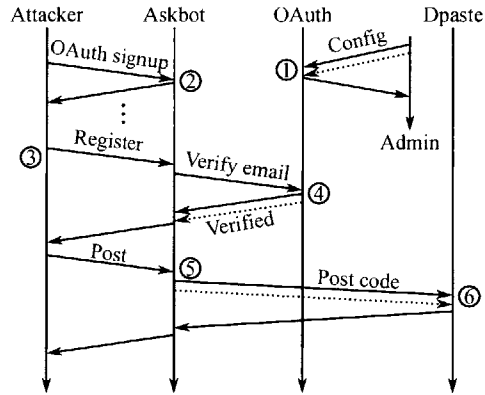 Attacker Askbot OAuth Dpaste
Config
OAuth signup ① 
②
Admin
Register
③ Verify email
④
Verified
Post
⑤ Post code
⑥